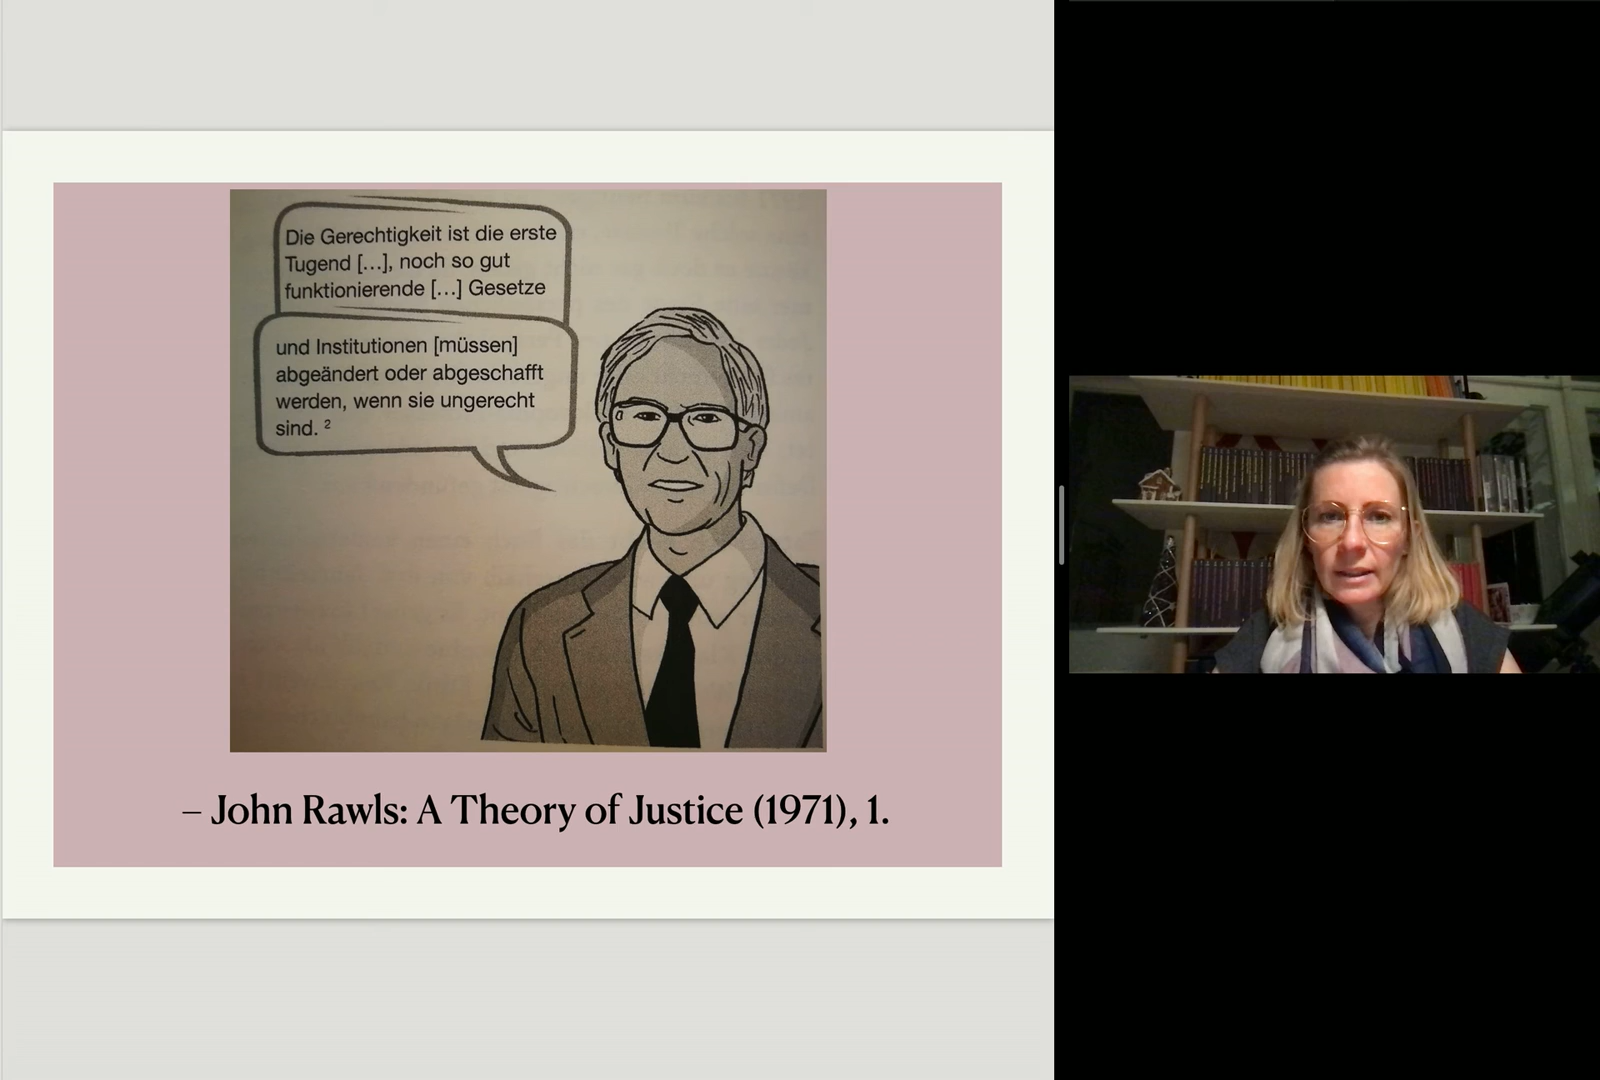 Die Gerechtigkeit ist die erste
Tugend […], noch so gut
funktionierende […] Gesetze
und Institutionen [müssen]
abgeändert oder abgeschafft
werden, wenn sie ungerecht
sind. ²
– John Rawls: A Theory of Justice (1971), 1.